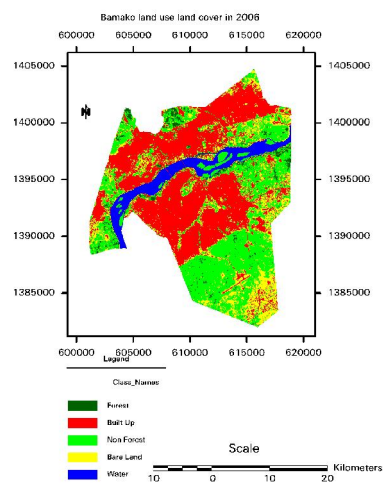 Bamako land use land cover in 2006
600000 605000 610000 615000 620000
1405000 1405000
1400000 1400000
N
1395000 1395000
1390000 1390000
1385000 1385000
600000 605000 610000 615000 620000
Legend
Class_Names
Forest
Built Up
Non Forest
Bare Land
Water
Scale
10 0 10 20 Kilometers